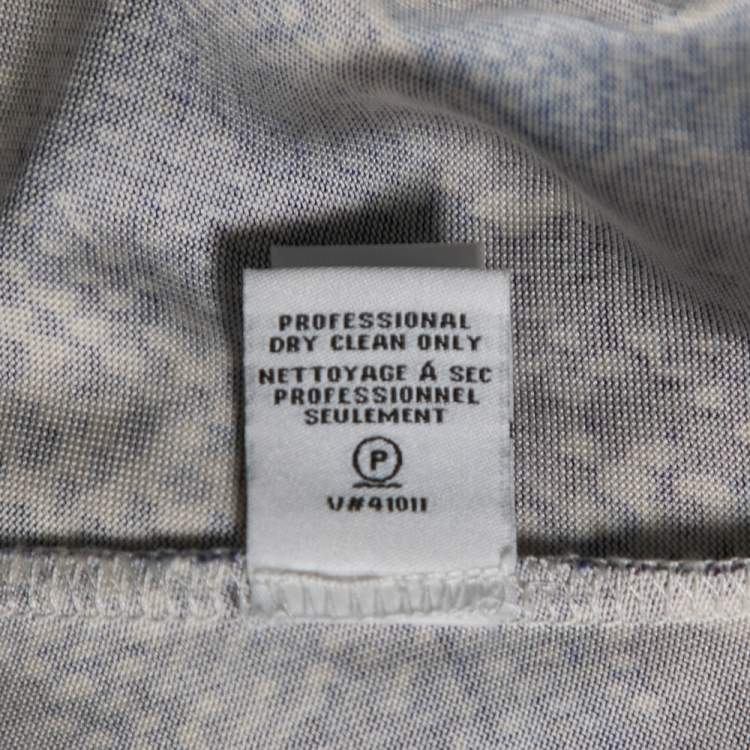 PROFESSIONAL
DRY CLEAN ONLY
NETTOYAGE Á SEC
PROFESSIONNEL
SEULEMENT
P
V#41011